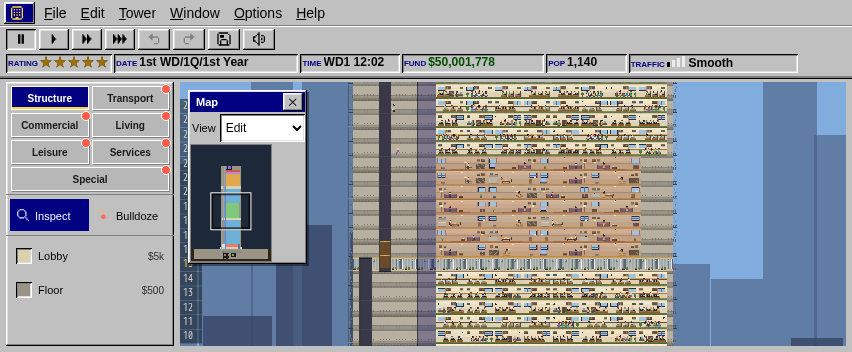 File Edit Tower Window Options Help
RATING DATE 1st WD/1Q/1st Year TIME WD1 12:02 FUND $50,001,778 POP 1,140 TRAFFIC Smooth
Structure Transport
Commercial Living
Leisure Services
Special
Inspect Bulldoze
Lobby $5k
Floor $500
Map
View Edit
14
13
12
11
10